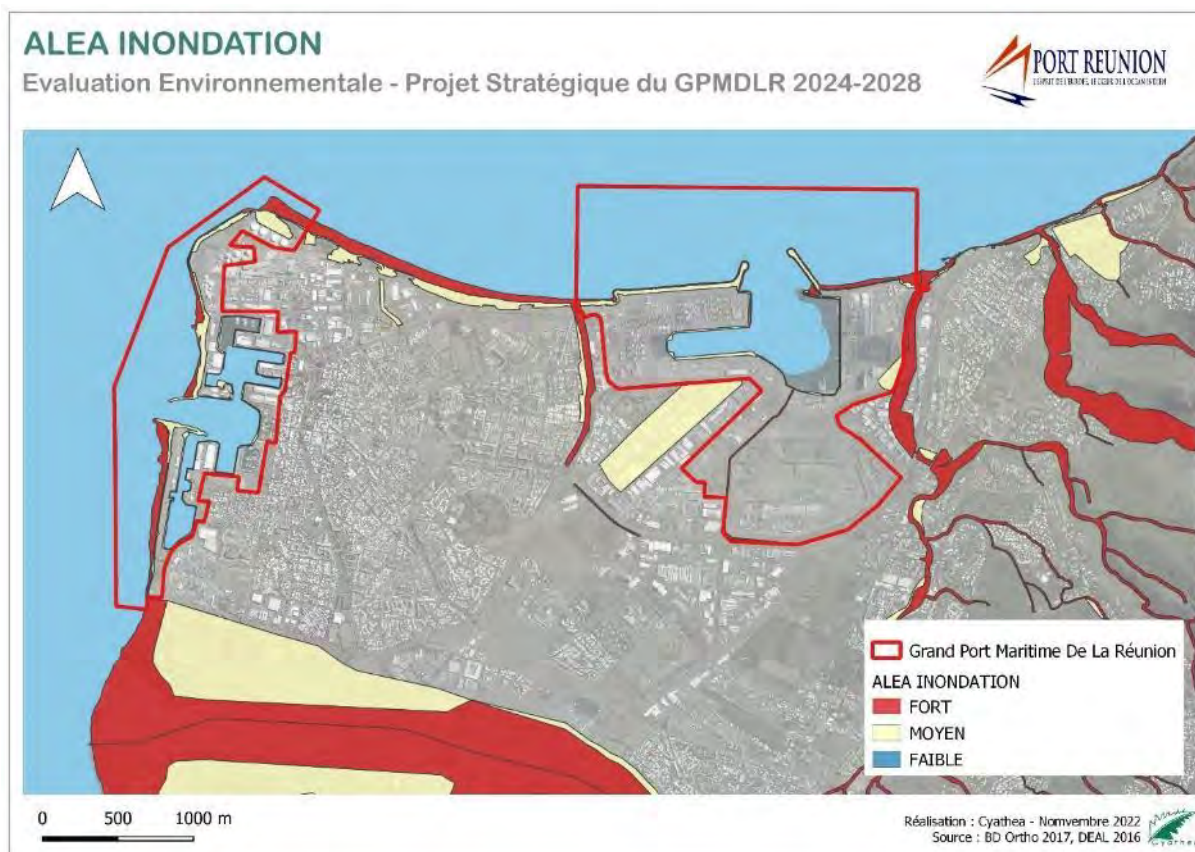 ALEA INONDATION
Evaluation Environnementale - Projet Stratégique du GPMDLR 2024-2028
PORT REUNION
Grand Port Maritime De La Réunion
ALEA INONDATION
FORT
MOYEN
FAIBLE
0 500 1000 m
Réalisation : Cyathea - Nomvembre 2022
Source : BD Ortho 2017, DEAL 2016
Cyathea